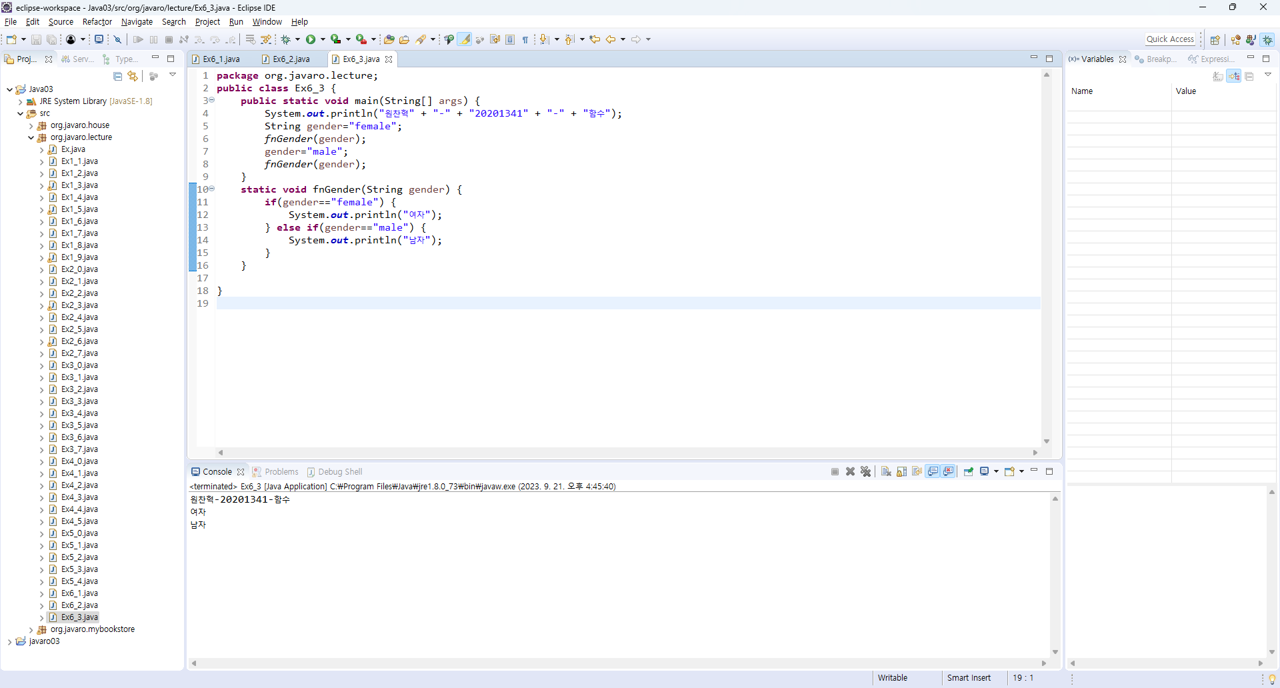 eclipse-workspace - Java03/src/org/javaro/lecture/Ex6_3.java - Eclipse IDE
File Edit Source Refactor Navigate Search Project Run Window Help
Quick Access
Proj... Serv... Type...
Java03
JRE System Library [JavaSE-1.8]
src
org.javaro.house
org.javaro.lecture
Ex.java
Ex1_1.java
Ex1_2.java
Ex1_3.java
Ex1_4.java
Ex1_5.java
Ex1_6.java
Ex1_7.java
Ex1_8.java
Ex1_9.java
Ex2_0.java
Ex2_1.java
Ex2_2.java
Ex2_3.java
Ex2_4.java
Ex2_5.java
Ex2_6.java
Ex2_7.java
Ex3_0.java
Ex3_1.java
Ex3_2.java
Ex3_3.java
Ex3_4.java
Ex3_5.java
Ex3_6.java
Ex3_7.java
Ex4_0.java
Ex4_1.java
Ex4_2.java
Ex4_3.java
Ex4_4.java
Ex4_5.java
Ex5_0.java
Ex5_1.java
Ex5_2.java
Ex5_3.java
Ex5_4.java
Ex6_1.java
Ex6_2.java
Ex6_3.java
org.javaro.mybookstore
javaro03
Ex6_1.java Ex6_2.java Ex6_3.java
1 package org.javaro.lecture;
2 public class Ex6_3 {
3 public static void main(String[] args) {
4 System.out.println("원찬혁" + "-" + "20201341" + "-" + "함수");
5 String gender="female";
6 fnGender(gender);
7 gender="male";
8 fnGender(gender);
9 }
10 static void fnGender(String gender) {
11 if(gender=="female") {
12 System.out.println("여자");
13 } else if(gender=="male") {
14 System.out.println("남자");
15 }
16 }
17
18 }
19
Console Problems Debug Shell
<terminated> Ex6_3 [Java Application] C:₩Program Files₩Java₩jre1.8.0_73₩bin₩javaw.exe (2023. 9. 21. 오후 4:45:40)
원찬혁-20201341-함수
여자
남자
(x)= Variables Breakp... Expressi...
Name Value
Writable Smart Insert 19 : 1